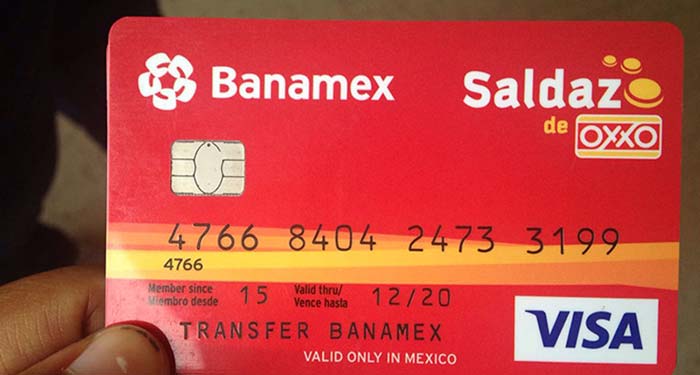 Banamex
Saldazo
de OXXO
4766 8404 2473 3199
4766
Member since Miembro desde 15 Valid thru/ Vence hasta 12/20
TRANSFER BANAMEX
VALID ONLY IN MEXICO
VISA